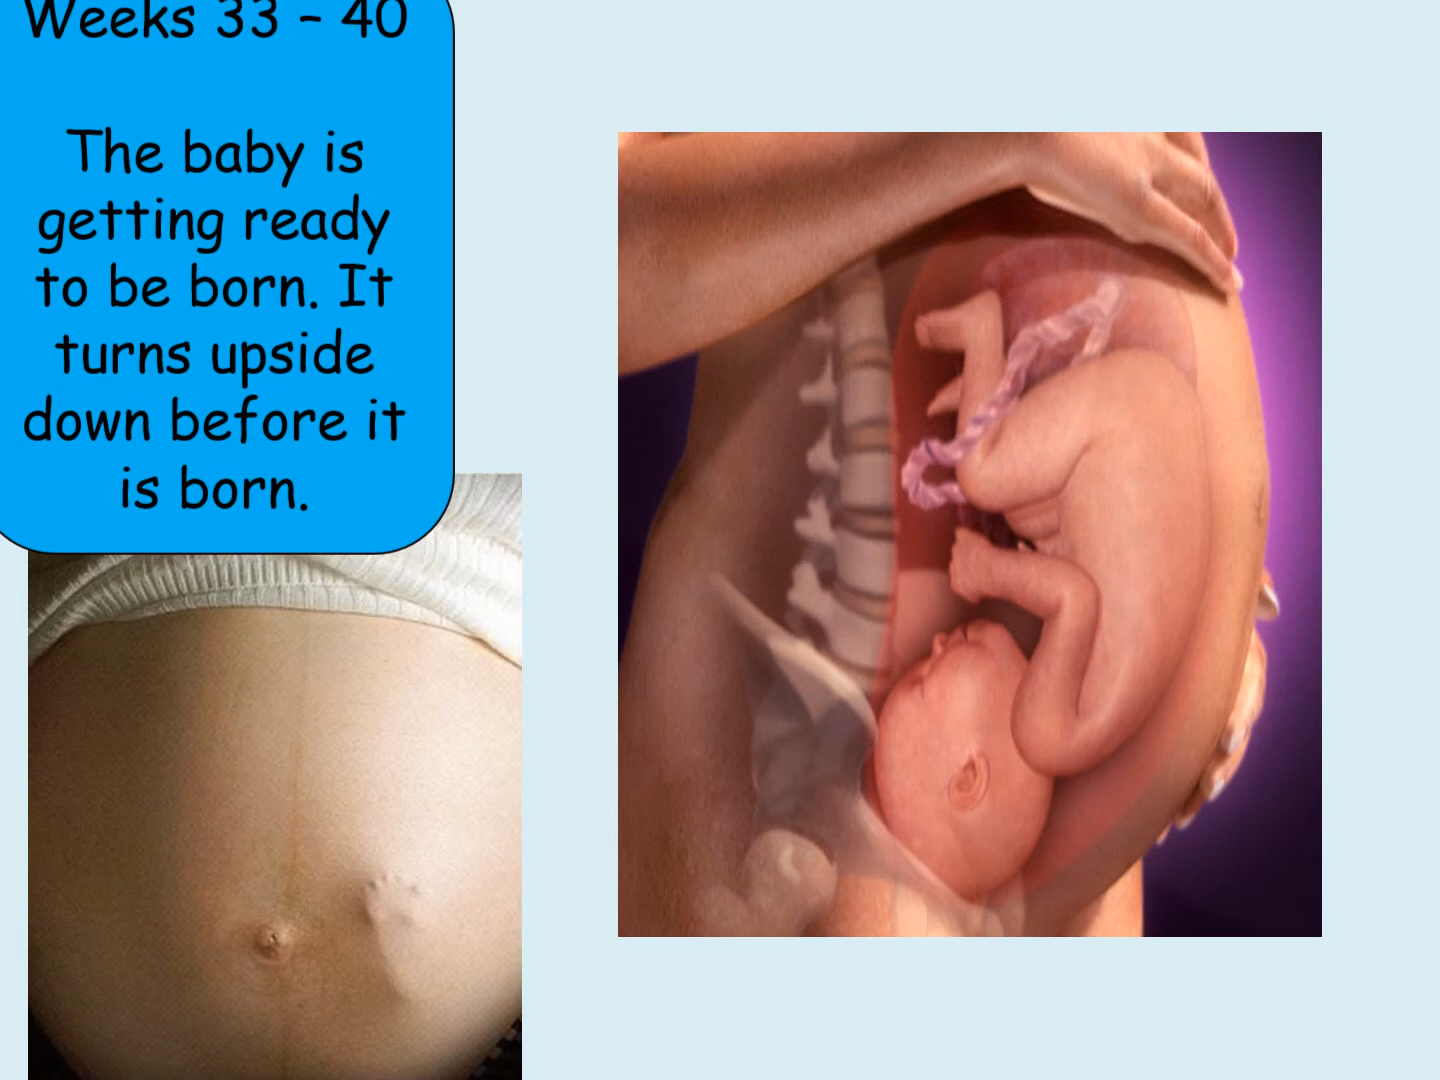 Weeks 33 – 40
The baby is
getting ready
to be born. It
turns upside
down before it
is born.